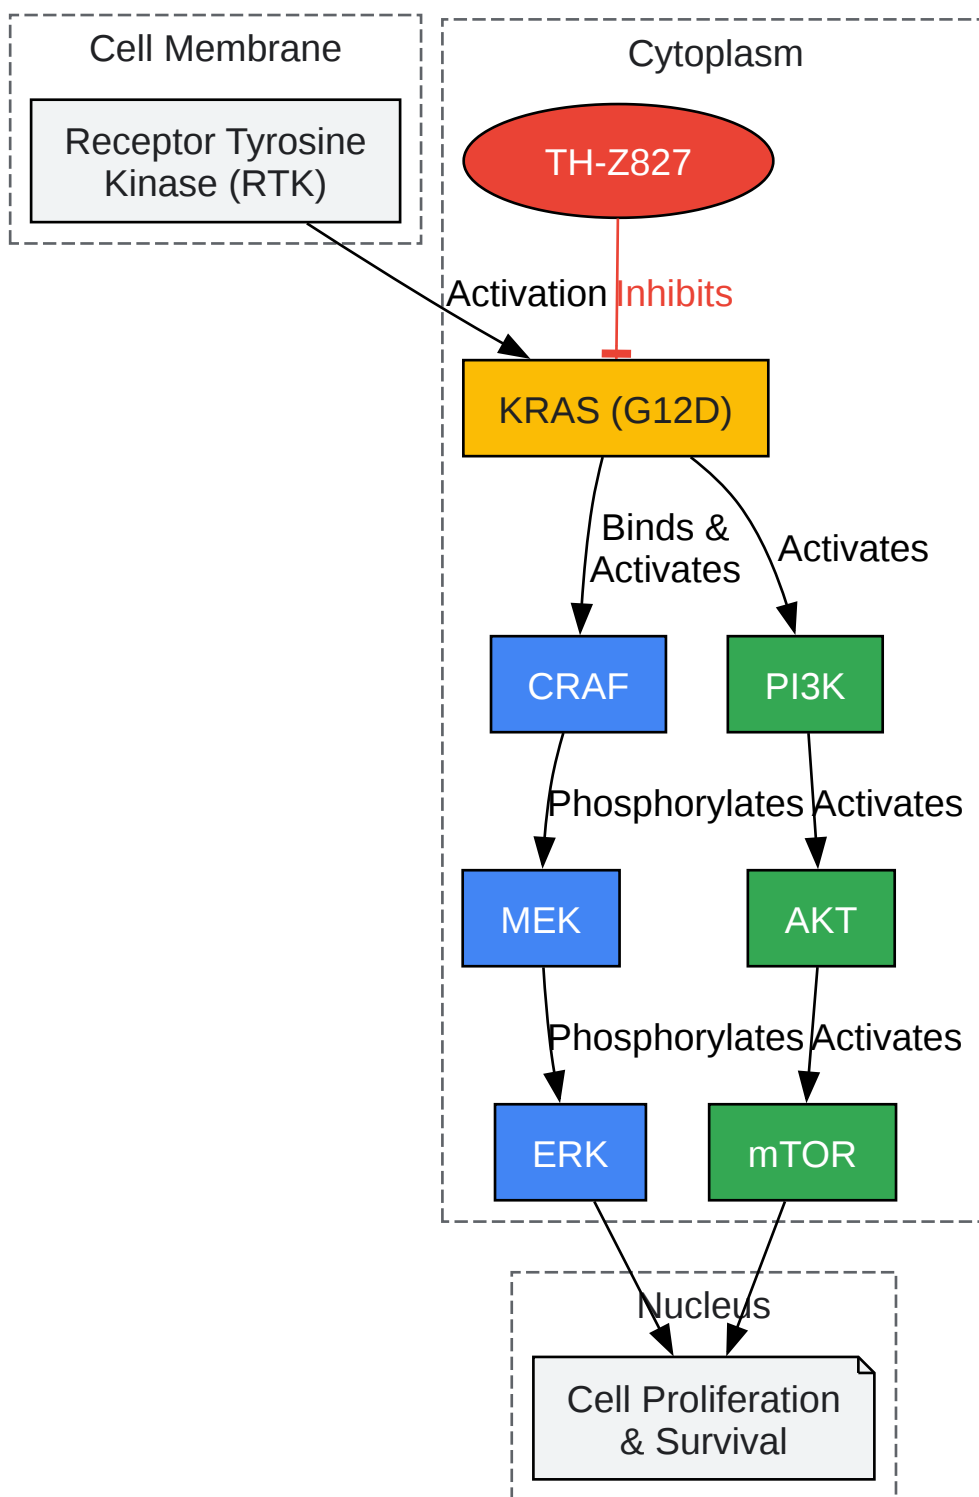 Cell Membrane
Cytoplasm
Receptor Tyrosine
Kinase (RTK)
TH-Z827
Activation
Inhibits
KRAS (G12D)
Binds &
Activates
Activates
CRAF
PI3K
Phosphorylates
Activates
MEK
AKT
Phosphorylates
Activates
ERK
mTOR
Nucleus
Cell Proliferation
& Survival